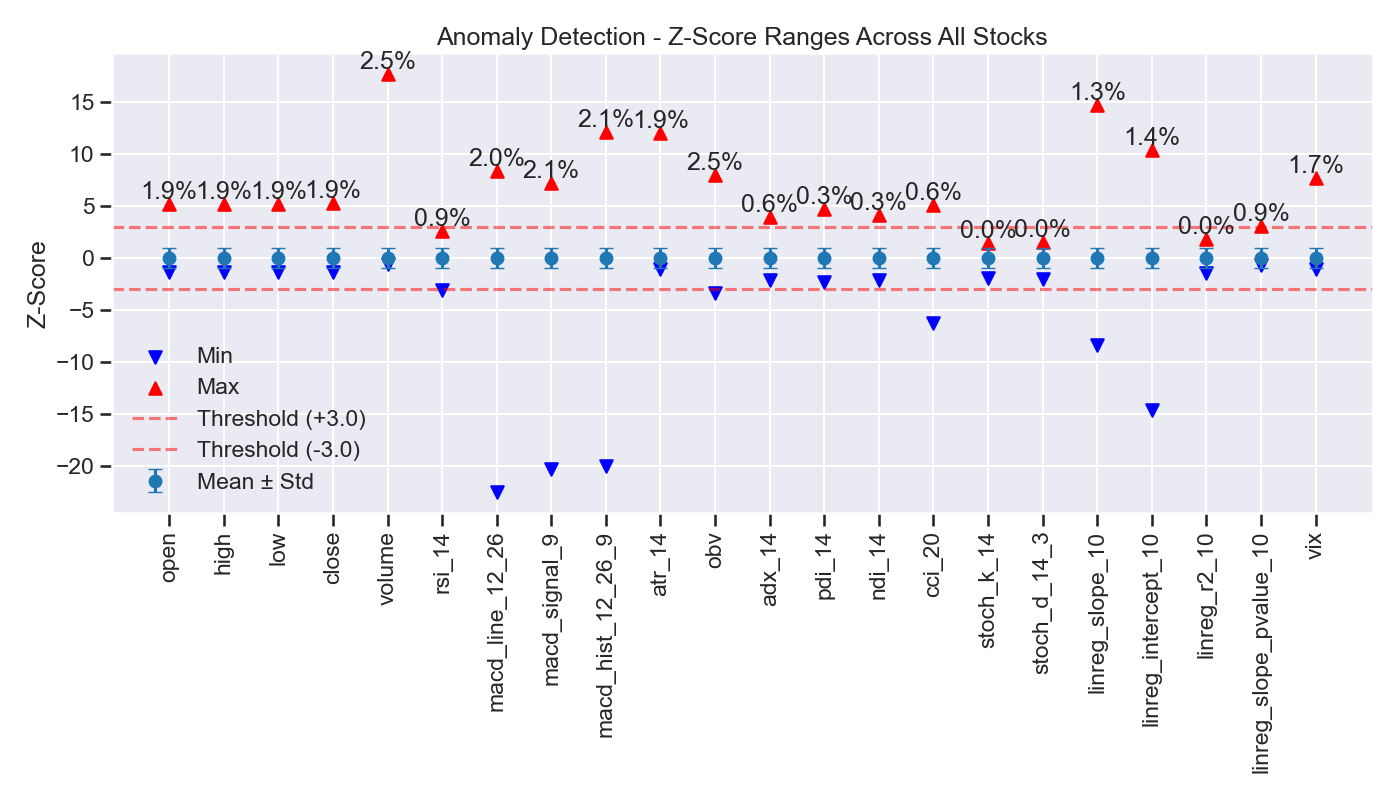 Anomaly Detection - Z-Score Ranges Across All Stocks
Z-Score
15
10
5
0
−5
−10
−15
−20
1.9%
1.9%
1.9%
1.9%
2.5%
0.9%
2.0%
2.1%
2.1%
1.9%
2.5%
0.6%
0.3%
0.3%
0.6%
0.0%
0.0%
1.3%
1.4%
0.0%
0.9%
1.7%
Min
Max
Threshold (+3.0)
Threshold (-3.0)
Mean ± Std
open
high
low
close
volume
rsi_14
macd_line_12_26
macd_signal_9
macd_hist_12_26_9
atr_14
obv
adx_14
pdi_14
ndi_14
cci_20
stoch_k_14
stoch_d_14_3
linreg_slope_10
linreg_intercept_10
linreg_r2_10
linreg_slope_pvalue_10
vix